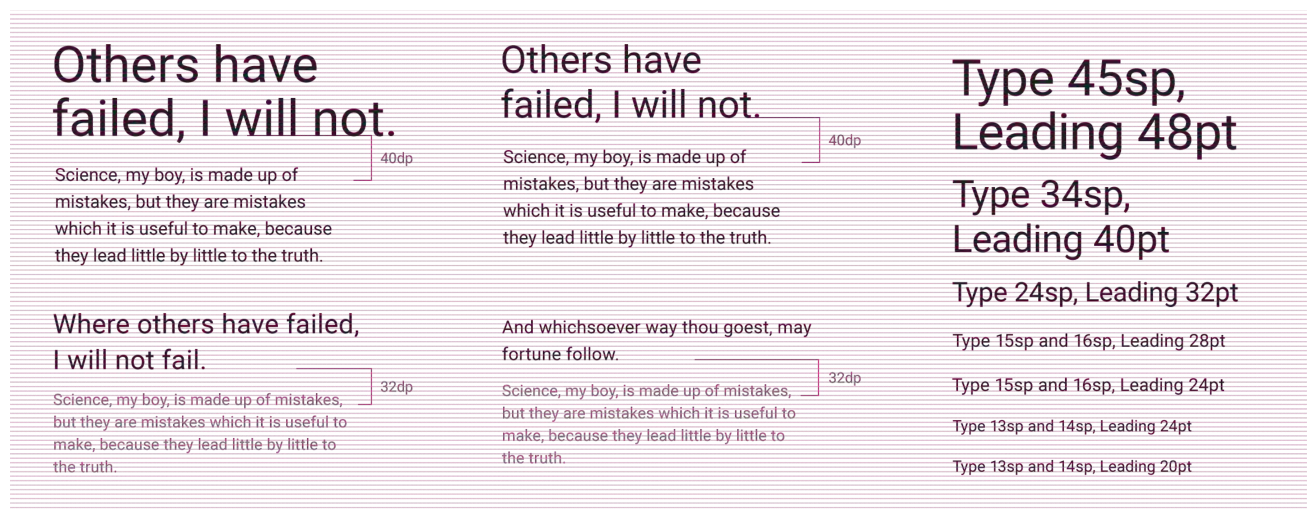 Others have
failed, I will not.
40dp
Science, my boy, is made up of
mistakes, but they are mistakes
which it is useful to make, because
they lead little by little to the truth.
Where others have failed,
I will not fail.
32dp
Science, my boy, is made up of mistakes,
but they are mistakes which it is useful to
make, because they lead little by little to
the truth.
Others have
failed, I will not.
40dp
Science, my boy, is made up of
mistakes, but they are mistakes
which it is useful to make, because
they lead little by little to the truth.
And whichsoever way thou goest, may
fortune follow.
32dp
Science, my boy, is made up of mistakes,
but they are mistakes which it is useful to
make, because they lead little by little to
the truth.
Type 45sp,
Leading 48pt
Type 34sp,
Leading 40pt
Type 24sp, Leading 32pt
Type 15sp and 16sp, Leading 28pt
Type 15sp and 16sp, Leading 24pt
Type 13sp and 14sp, Leading 24pt
Type 13sp and 14sp, Leading 20pt